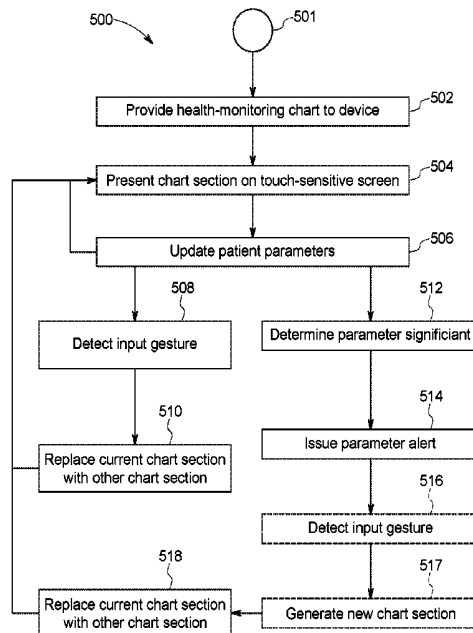 500
501
Provide health-monitoring chart to device
502
Present chart section on touch-sensitive screen
504
Update patient parameters
506
508
Detect input gesture
512
Determine parameter significiant
510
Replace current chart section
with other chart section
514
Issue parameter alert
516
Detect input gesture
518
Replace current chart section
with other chart section
517
Generate new chart section